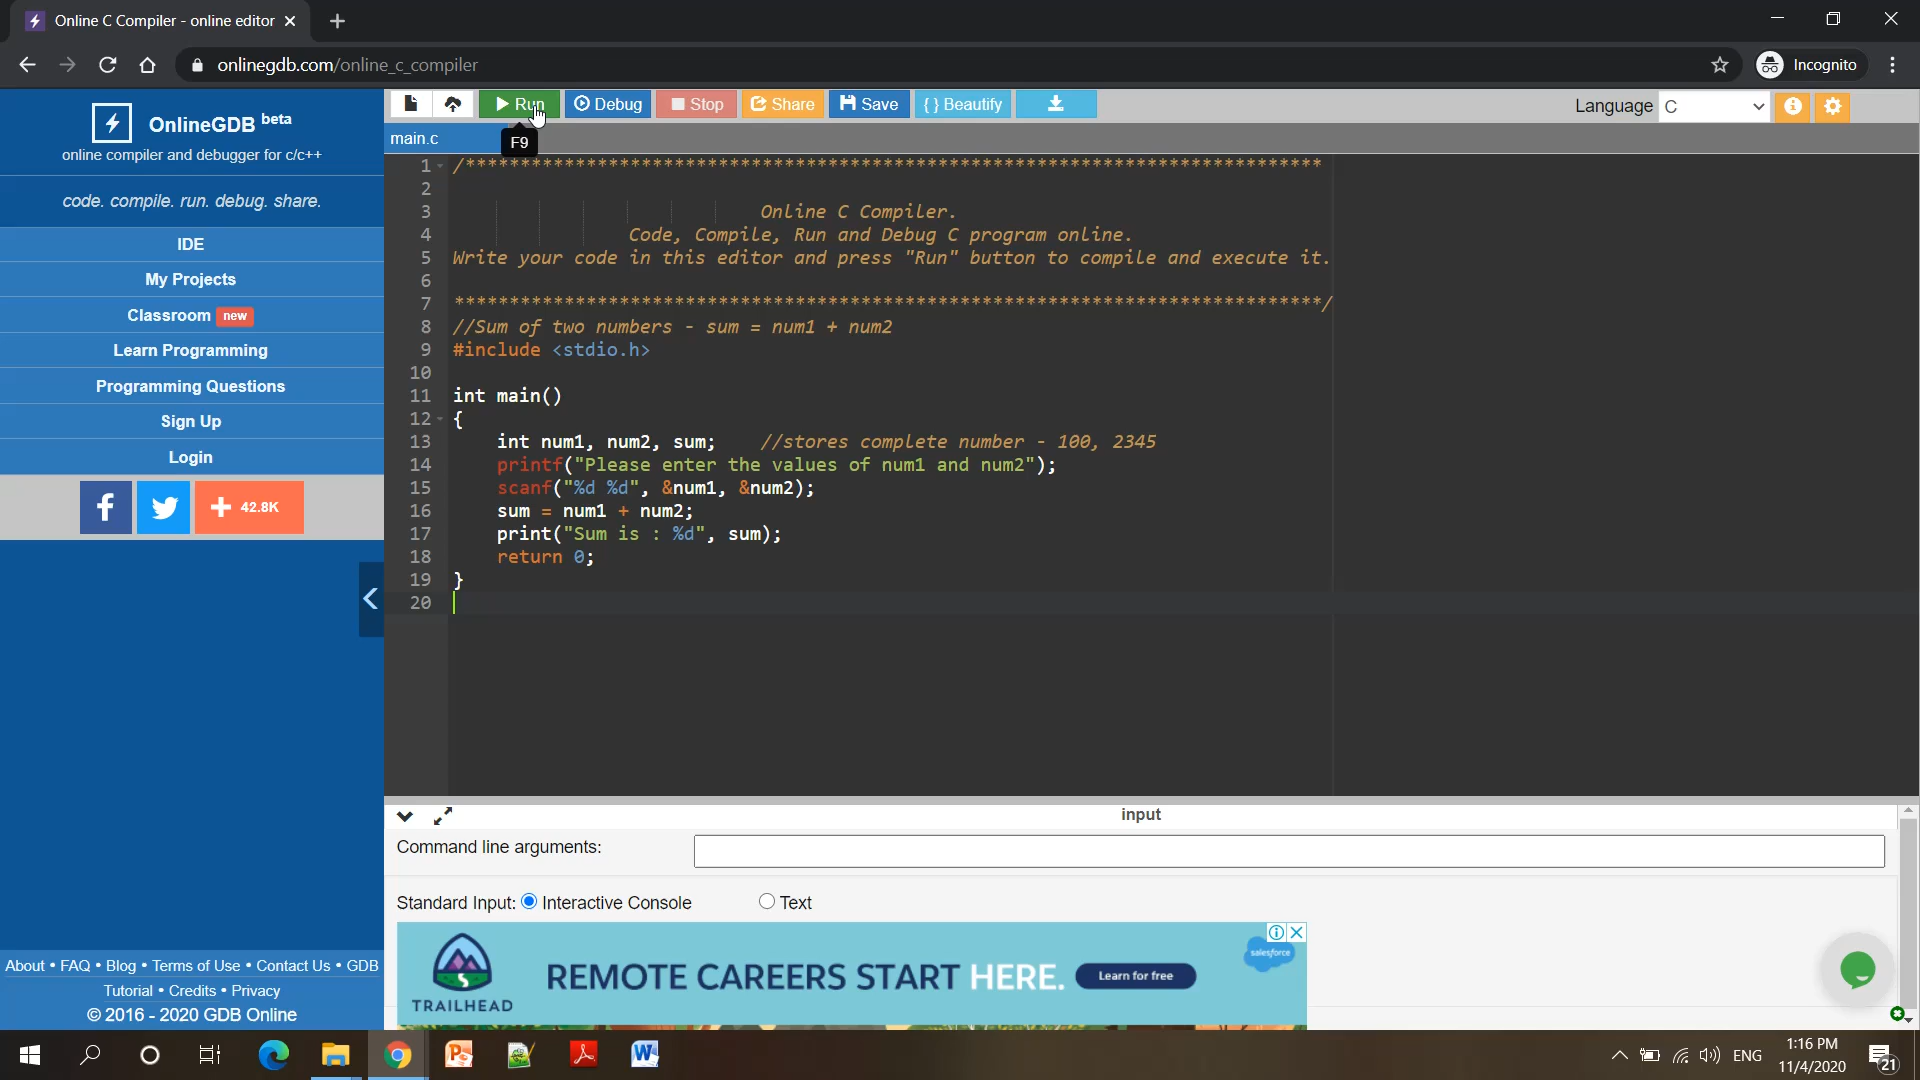 Online C Compiler - online editor
onlinegdb.com/online_c_compiler
Incognito
OnlineGDB beta
online compiler and debugger for c/c++
code. compile. run. debug. share.
IDE
My Projects
Classroom new
Learn Programming
Programming Questions
Sign Up
Login
f
42.8K
About • FAQ • Blog • Terms of Use • Contact Us • GDB
Tutorial • Credits • Privacy
© 2016 - 2020 GDB Online
Run Debug Stop Share Save { } Beautify
Language C
F9
main.c
1 /*******************************************************************************
2
3 Online C Compiler.
4 Code, Compile, Run and Debug C program online.
5 Write your code in this editor and press "Run" button to compile and execute it.
6
7 *******************************************************************************/
8 //Sum of two numbers - sum = num1 + num2
9 #include <stdio.h>
10
11 int main()
12 {
13 int num1, num2, sum; //stores complete number - 100, 2345
14 printf("Please enter the values of num1 and num2");
15 scanf("%d %d", &num1, &num2);
16 sum = num1 + num2;
17 print("Sum is : %d", sum);
18 return 0;
19 }
20
input
Command line arguments:
Standard Input: Interactive Console Text
TRAILHEAD
REMOTE CAREERS START HERE.
Learn for free
salesforce
ENG
1:16 PM
11/4/2020
21